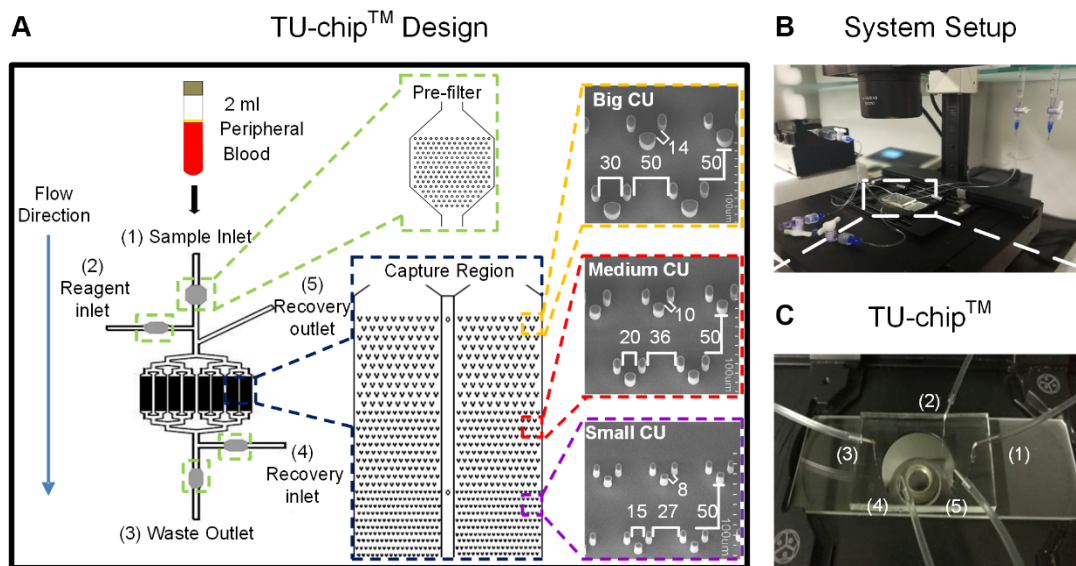 A
TU-chip™ Design
2 ml
Peripheral
Blood
Flow
Direction
(1) Sample Inlet
(2)
Reagent
inlet
(5)
Recovery
outlet
(4)
Recovery
inlet
(3) Waste Outlet
Pre-filter
Capture Region
Big CU
14
30
50
50
100um
Medium CU
10
20
36
50
100um
Small CU
8
15
27
50
100um
B
System Setup
C
TU-chip™
(2)
(3)
(1)
(4)
(5)